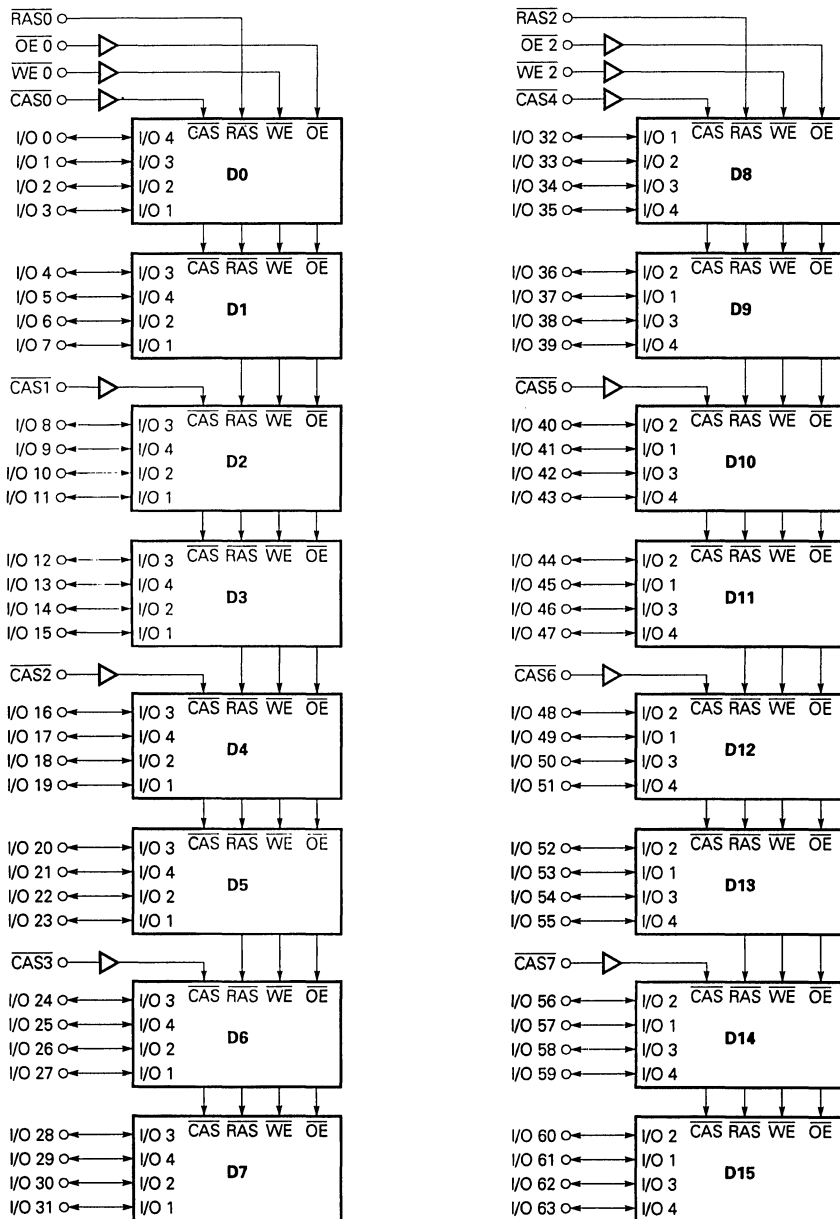 RAS0
OE 0
WE 0
CAS0
I/O 0 I/O 4 CAS RAS WE OE
I/O 1 I/O 3
D0
I/O 2 I/O 2
I/O 3 I/O 1
I/O 4 I/O 3 CAS RAS WE OE
I/O 5 I/O 4
D1
I/O 6 I/O 2
I/O 7 I/O 1
CAS1
I/O 8 I/O 3 CAS RAS WE OE
I/O 9 I/O 4
D2
I/O 10 I/O 2
I/O 11 I/O 1
I/O 12 I/O 3 CAS RAS WE OE
I/O 13 I/O 4
D3
I/O 14 I/O 2
I/O 15 I/O 1
CAS2
I/O 16 I/O 3 CAS RAS WE OE
I/O 17 I/O 4
D4
I/O 18 I/O 2
I/O 19 I/O 1
I/O 20 I/O 3 CAS RAS WE OE
I/O 21 I/O 4
D5
I/O 22 I/O 2
I/O 23 I/O 1
CAS3
I/O 24 I/O 3 CAS RAS WE OE
I/O 25 I/O 4
D6
I/O 26 I/O 2
I/O 27 I/O 1
I/O 28 I/O 3 CAS RAS WE OE
I/O 29 I/O 4
D7
I/O 30 I/O 2
I/O 31 I/O 1
RAS2
OE 2
WE 2
CAS4
I/O 32 I/O 1 CAS RAS WE OE
I/O 33 I/O 2
D8
I/O 34 I/O 3
I/O 35 I/O 4
I/O 36 I/O 2 CAS RAS WE OE
I/O 37 I/O 1
D9
I/O 38 I/O 3
I/O 39 I/O 4
CAS5
I/O 40 I/O 2 CAS RAS WE OE
I/O 41 I/O 1
D10
I/O 42 I/O 3
I/O 43 I/O 4
I/O 44 I/O 2 CAS RAS WE OE
I/O 45 I/O 1
D11
I/O 46 I/O 3
I/O 47 I/O 4
CAS6
I/O 48 I/O 2 CAS RAS WE OE
I/O 49 I/O 1
D12
I/O 50 I/O 3
I/O 51 I/O 4
I/O 52 I/O 2 CAS RAS WE OE
I/O 53 I/O 1
D13
I/O 54 I/O 3
I/O 55 I/O 4
CAS7
I/O 56 I/O 2 CAS RAS WE OE
I/O 57 I/O 1
D14
I/O 58 I/O 3
I/O 59 I/O 4
I/O 60 I/O 2 CAS RAS WE OE
I/O 61 I/O 1
D15
I/O 62 I/O 3
I/O 63 I/O 4